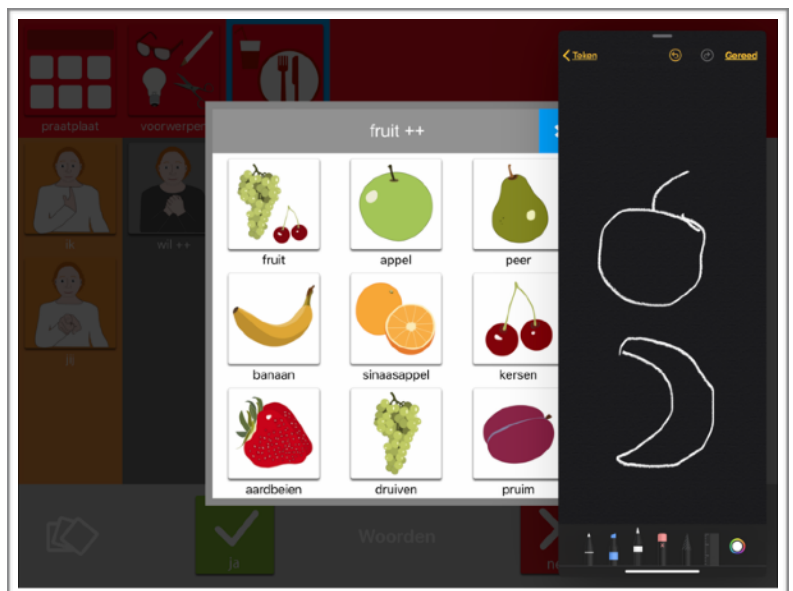 praatplaat
voorwerpen
fruit ++
Teken
Gereed
ik
wil ++
jij
fruit
appel
peer
banaan
sinaasappel
kersen
aardbeien
druiven
pruim
ja
Woorden